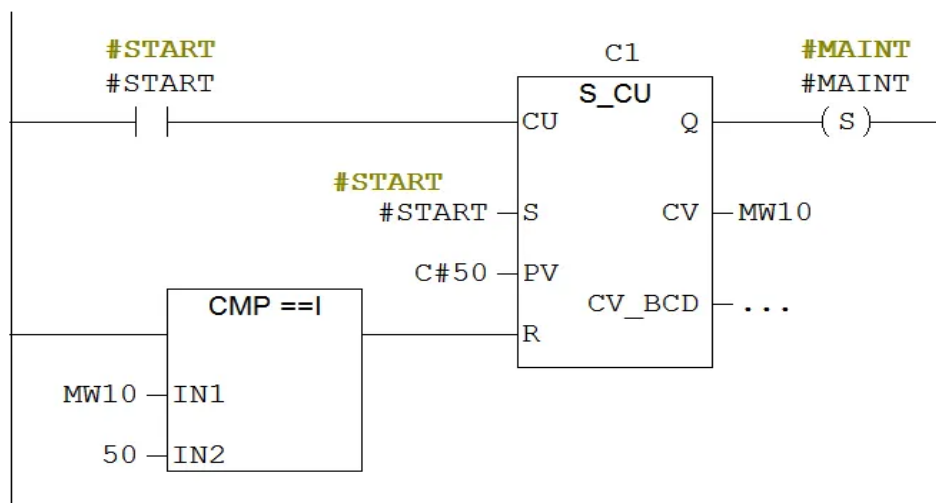 #START
#START
C1
#MAINT
#MAINT
S_CU
CU
Q
( S )
#START
#START
S
CV
MW10
C#50
PV
CMP ==I
CV_BCD
...
R
MW10
IN1
50
IN2